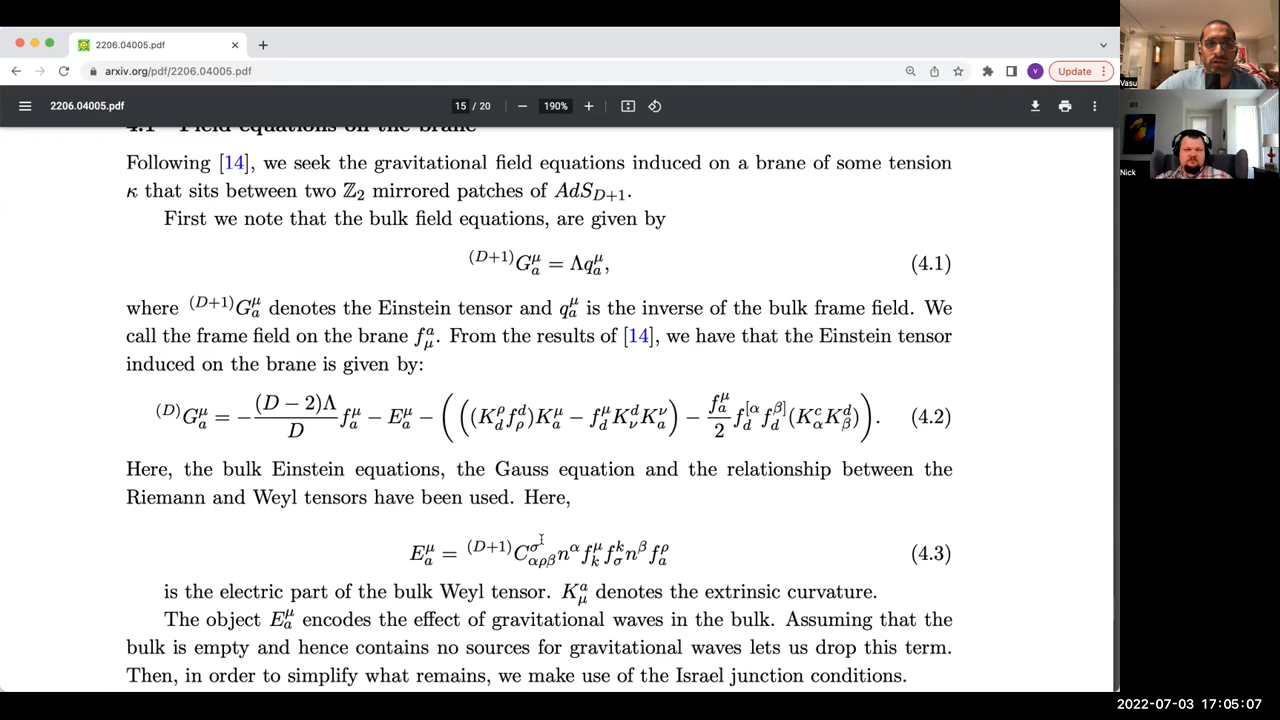 2206.04005.pdf
arxiv.org/pdf/2206.04005.pdf
V
Update
2206.04005.pdf
15 / 20
190%
4.1 Field equations on the brane
Following [14], we seek the gravitational field equations induced on a brane of some tension
κ that sits between two ℤ₂ mirrored patches of AdS_{D+1}.
First we note that the bulk field equations, are given by
^{(D+1)}G^μ_a = Λq^μ_a, (4.1)
where ^{(D+1)}G^μ_a denotes the Einstein tensor and q^μ_a is the inverse of the bulk frame field. We
call the frame field on the brane f^a_μ. From the results of [14], we have that the Einstein tensor
induced on the brane is given by:
^{(D)}G^μ_a = −\frac{(D − 2)Λ}{D} f^μ_a − E^μ_a − ( ( (K^ρ_d f^d_ρ)K^μ_a − f^μ_d K^d_ν K^ν_a ) − \frac{f^μ_a}{2} f^{[α}_d f^{β]}_d (K^c_α K^d_β) ). (4.2)
Here, the bulk Einstein equations, the Gauss equation and the relationship between the
Riemann and Weyl tensors have been used. Here,
E^μ_a = ^{(D+1)}C^σ_{αρβ} n^α f^μ_k f^k_σ n^β f^ρ_a (4.3)
is the electric part of the bulk Weyl tensor. K^a_μ denotes the extrinsic curvature.
The object E^μ_a encodes the effect of gravitational waves in the bulk. Assuming that the
bulk is empty and hence contains no sources for gravitational waves lets us drop this term.
Then, in order to simplify what remains, we make use of the Israel junction conditions.
Vasu
Nick
2022-07-03 17:05:07